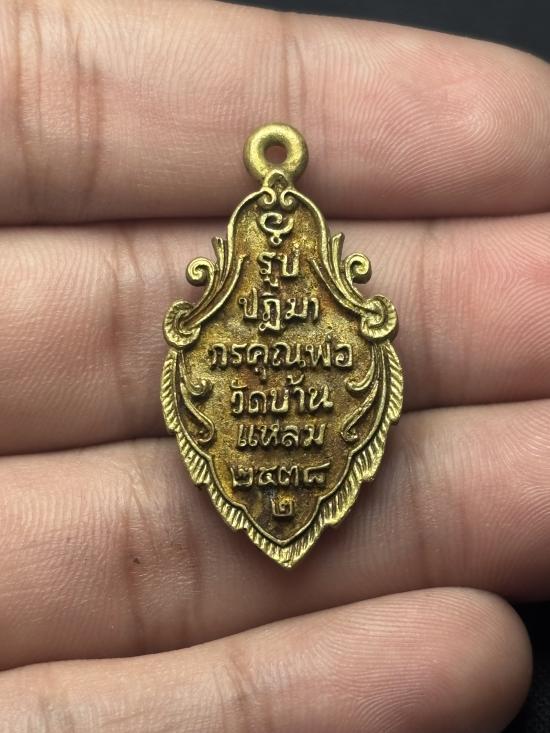 รูป
ปฏิมา
กรคุณพ่อ
วัดบ้าน
แหลม
๒๔๗๘
๒